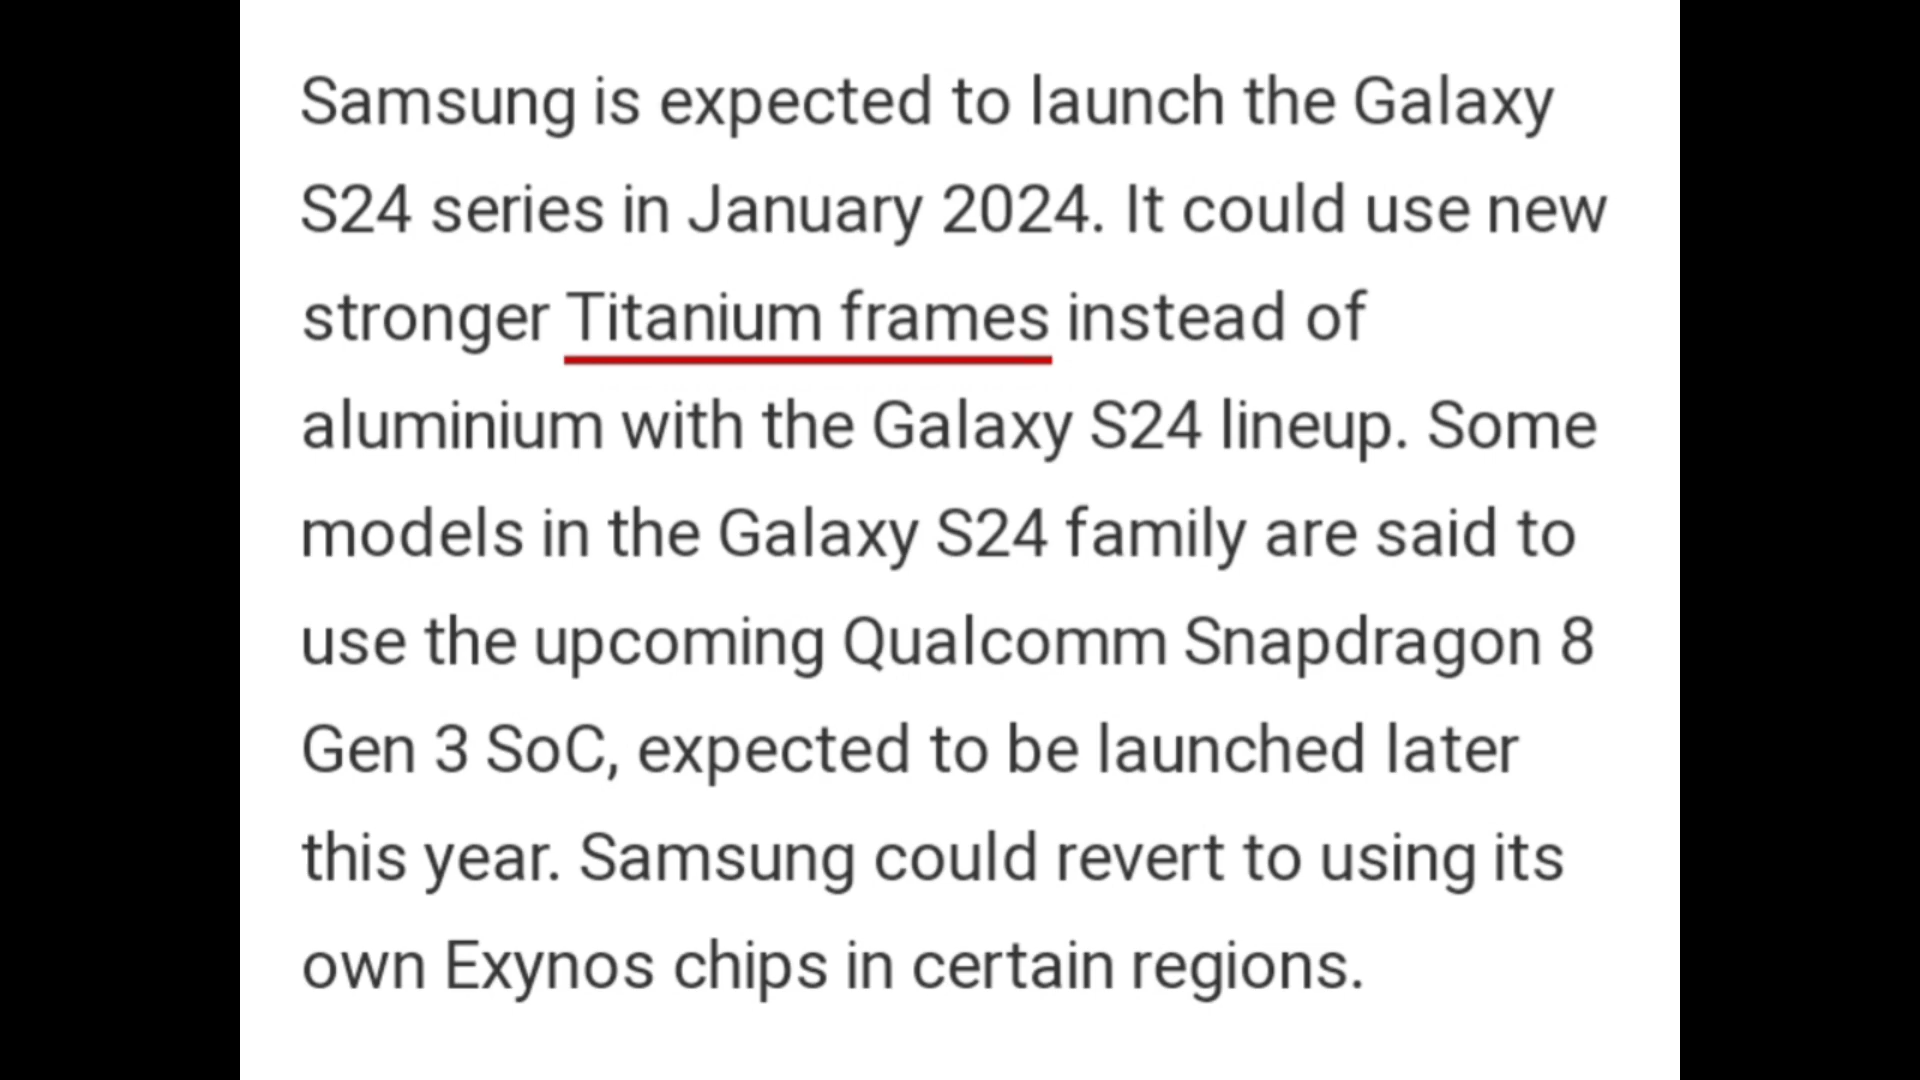 Samsung is expected to launch the Galaxy
S24 series in January 2024. It could use new
stronger Titanium frames instead of
aluminium with the Galaxy S24 lineup. Some
models in the Galaxy S24 family are said to
use the upcoming Qualcomm Snapdragon 8
Gen 3 SoC, expected to be launched later
this year. Samsung could revert to using its
own Exynos chips in certain regions.